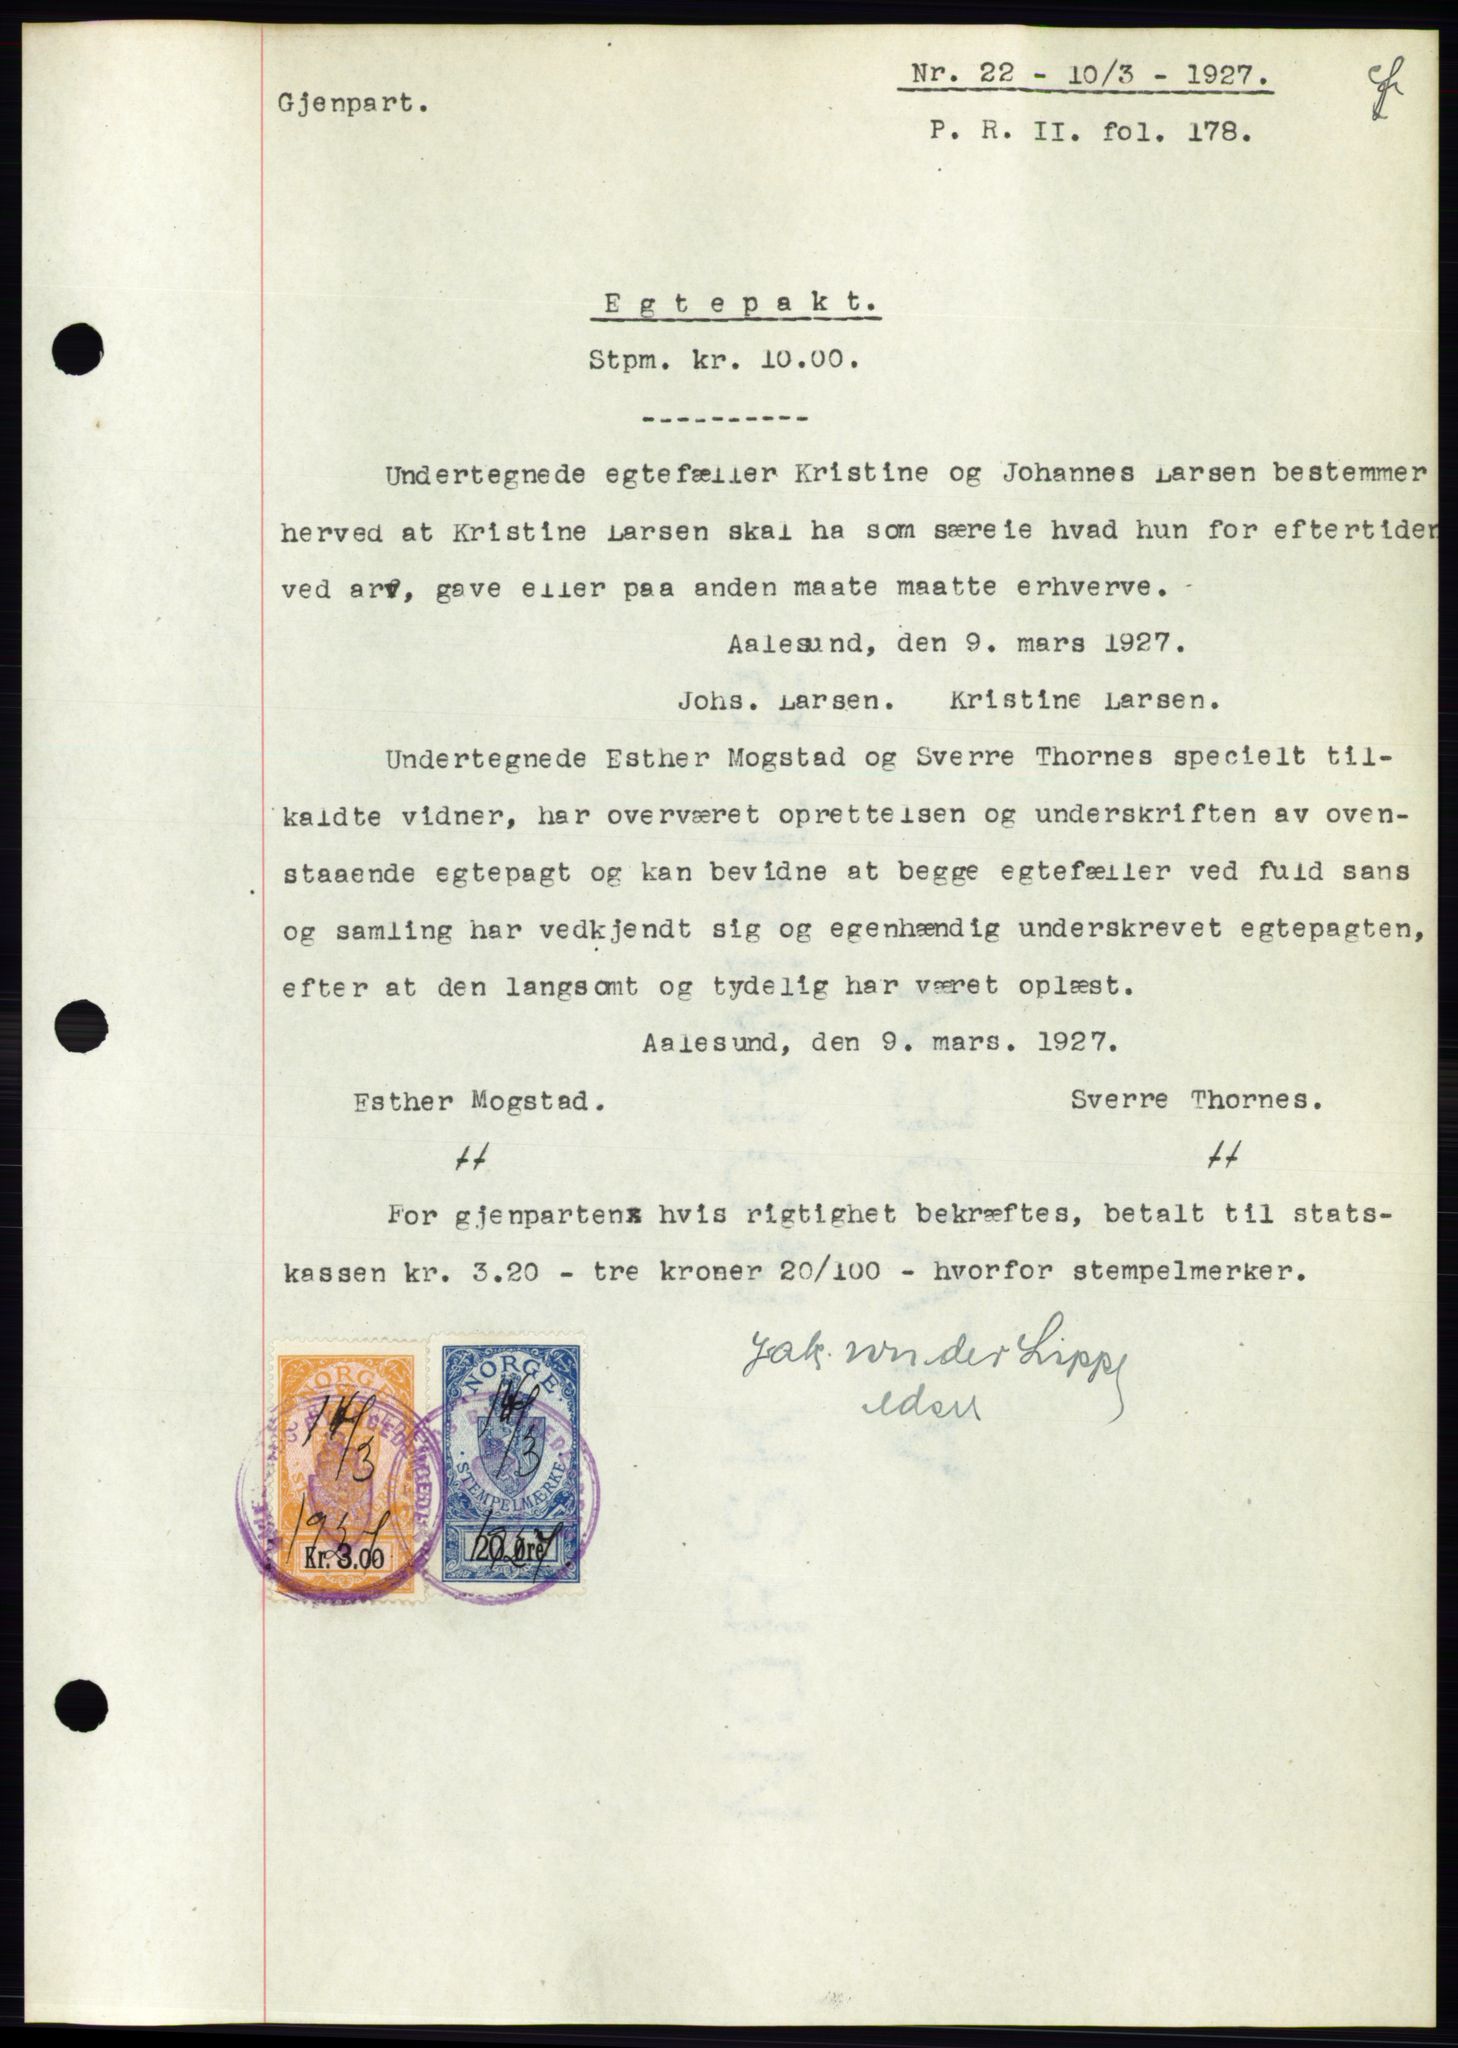 Nr. 22 - 10/3 - 1927.
Gjenpart.
P. R. II. fol. 178.
Egtepakt.
Stpm. kr. 10.00.
----------
Undertegnede egtefæller Kristine og Johannes Larsen bestemmer
herved at Kristine Larsen skal ha som særeie hvad hun for eftertiden
ved arv, gave eller paa anden maate maatte erhverve.
Aalesund, den 9. mars 1927.
Johs. Larsen. Kristine Larsen.
Undertegnede Esther Mogstad og Sverre Thornes specielt til-
kaldte vidner, har overværet oprettelsen og underskriften av oven-
staaende egtepagt og kan bevidne at begge egtefæller ved fuld sans
og samling har vedkjendt sig og egenhændig underskrevet egtepagten,
efter at den langsomt og tydelig har været oplæst.
Aalesund, den 9. mars. 1927.
Esther Mogstad. Sverre Thornes.
For gjenparten hvis rigtighet bekræftes, betalt til stats-
kassen kr. 3.20 - tre kroner 20/100 - hvorfor stempelmerker.
Jak. von der Lippe
NORGE
Kr. 3.00
NORGE
STEMPELMÆRKE
20 øre